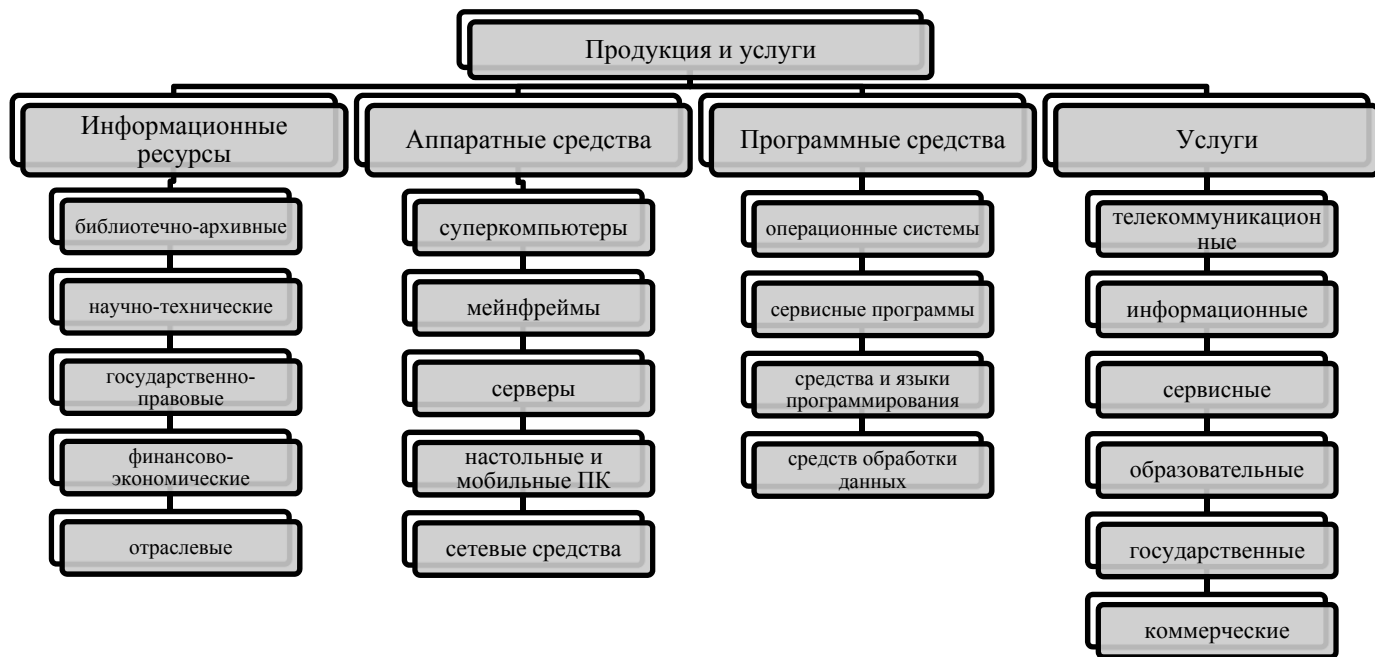 Продукция и услуги
Информационные
ресурсы
Аппаратные средства
Программные средства
Услуги
библиотечно-архивные
научно-технические
государственно-
правовые
финансово-
экономические
отраслевые
суперкомпьютеры
мейнфреймы
серверы
настольные и
мобильные ПК
сетевые средства
операционные системы
сервисные программы
средства и языки
программирования
средств обработки
данных
телекоммуникацион
ные
информационные
сервисные
образовательные
государственные
коммерческие